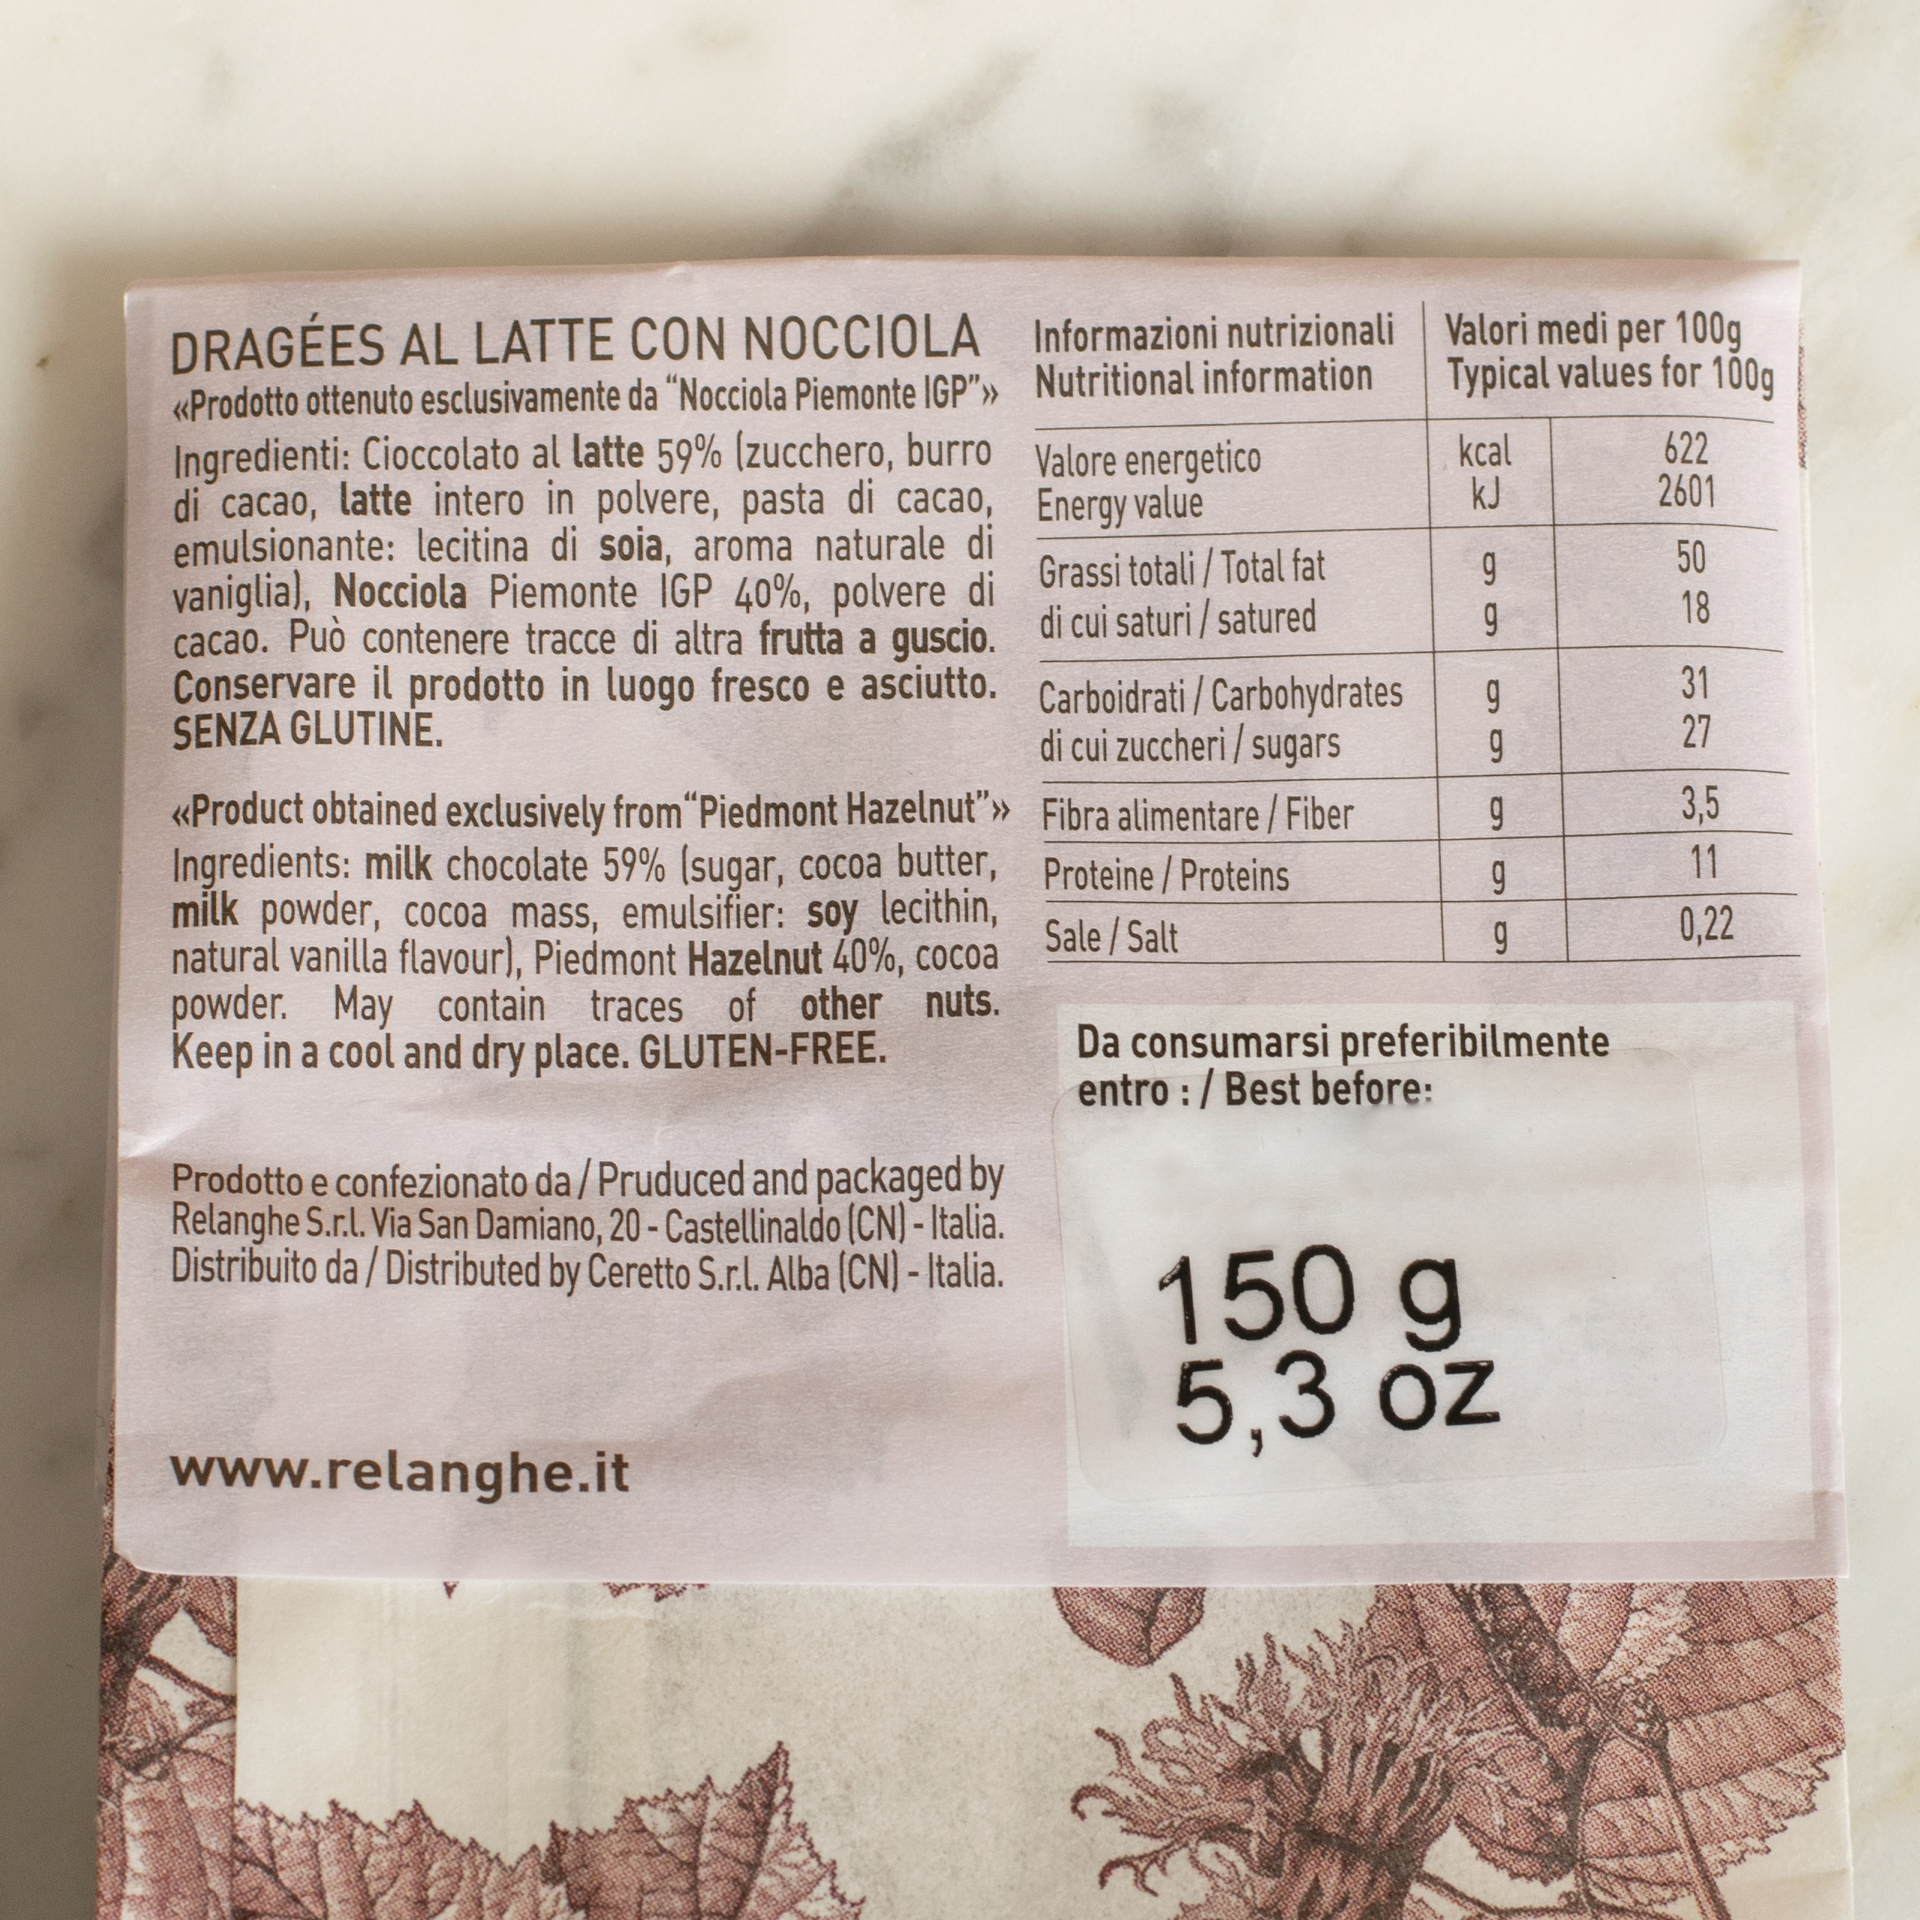 DRAGÉES AL LATTE CON NOCCIOLA
«Prodotto ottenuto esclusivamente da “Nocciola Piemonte IGP”»
Ingredienti: Cioccolato al latte 59% (zucchero, burro
di cacao, latte intero in polvere, pasta di cacao,
emulsionante: lecitina di soia, aroma naturale di
vaniglia), Nocciola Piemonte IGP 40%, polvere di
cacao. Può contenere tracce di altra frutta a guscio.
Conservare il prodotto in luogo fresco e asciutto.
SENZA GLUTINE.
«Product obtained exclusively from“Piedmont Hazelnut”»
Ingredients: milk chocolate 59% (sugar, cocoa butter,
milk powder, cocoa mass, emulsifier: soy lecithin,
natural vanilla flavour), Piedmont Hazelnut 40%, cocoa
powder. May contain traces of other nuts.
Keep in a cool and dry place. GLUTEN-FREE.
Prodotto e confezionato da / Pruduced and packaged by
Relanghe S.r.l. Via San Damiano, 20 - Castellinaldo (CN) - Italia.
Distribuito da / Distributed by Ceretto S.r.l. Alba (CN) - Italia.
www.relanghe.it
Informazioni nutrizionali Valori medi per 100g
Nutritional information Typical values for 100g
Valore energetico kcal 622
Energy value kJ 2601
Grassi totali / Total fat g 50
di cui saturi / satured g 18
Carboidrati / Carbohydrates g 31
di cui zuccheri / sugars g 27
Fibra alimentare / Fiber g 3,5
Proteine / Proteins g 11
Sale / Salt g 0,22
Da consumarsi preferibilmente
entro : / Best before:
150 g
5,3 oz